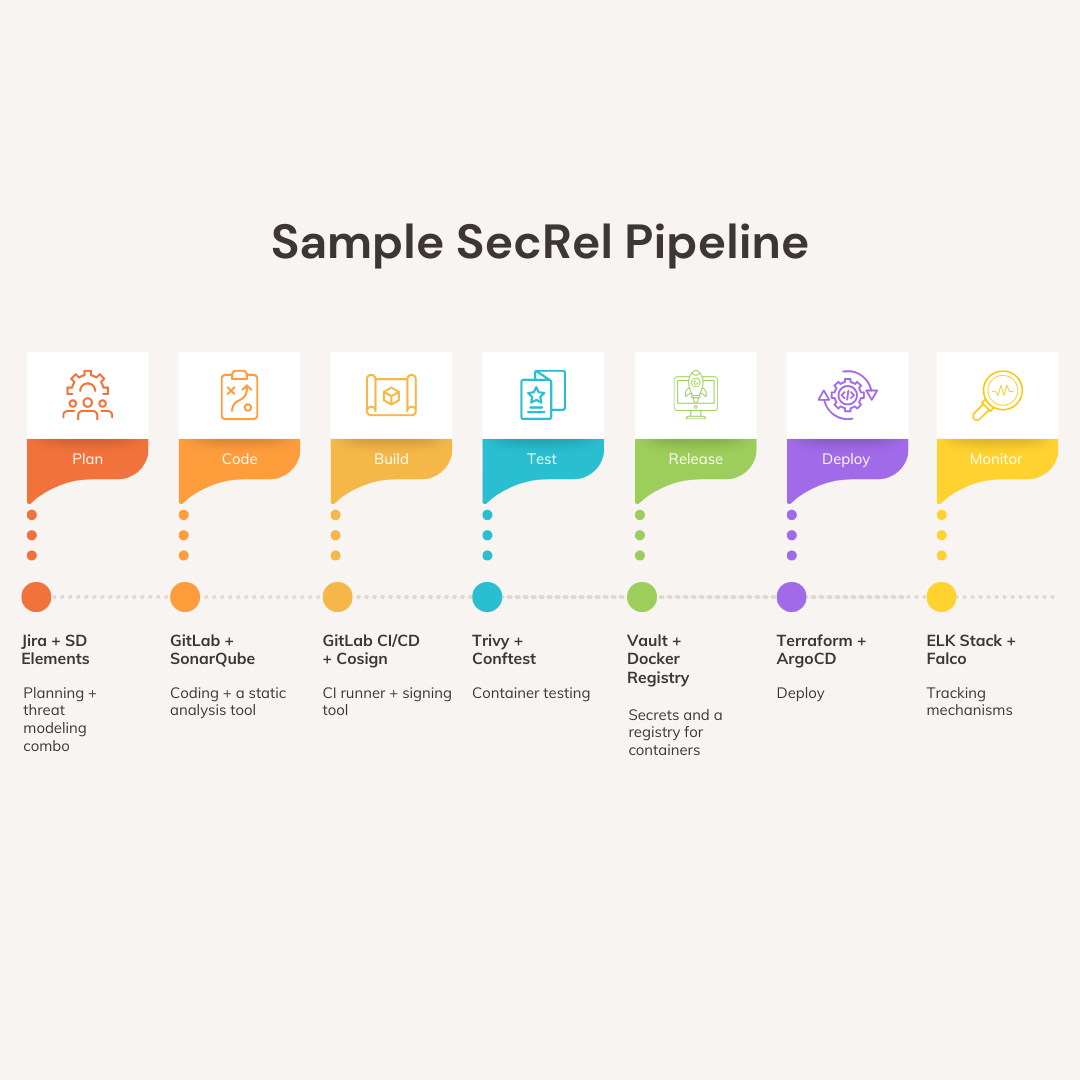 Sample SecRel Pipeline
Plan
Code
Build
Test
Release
Deploy
Monitor
Jira + SD
Elements
Planning +
threat
modeling
combo
GitLab +
SonarQube
Coding + a static
analysis tool
GitLab CI/CD
+ Cosign
CI runner + signing
tool
Trivy +
Conftest
Container testing
Vault +
Docker
Registry
Secrets and a
registry for
containers
Terraform +
ArgoCD
Deploy
ELK Stack +
Falco
Tracking
mechanisms